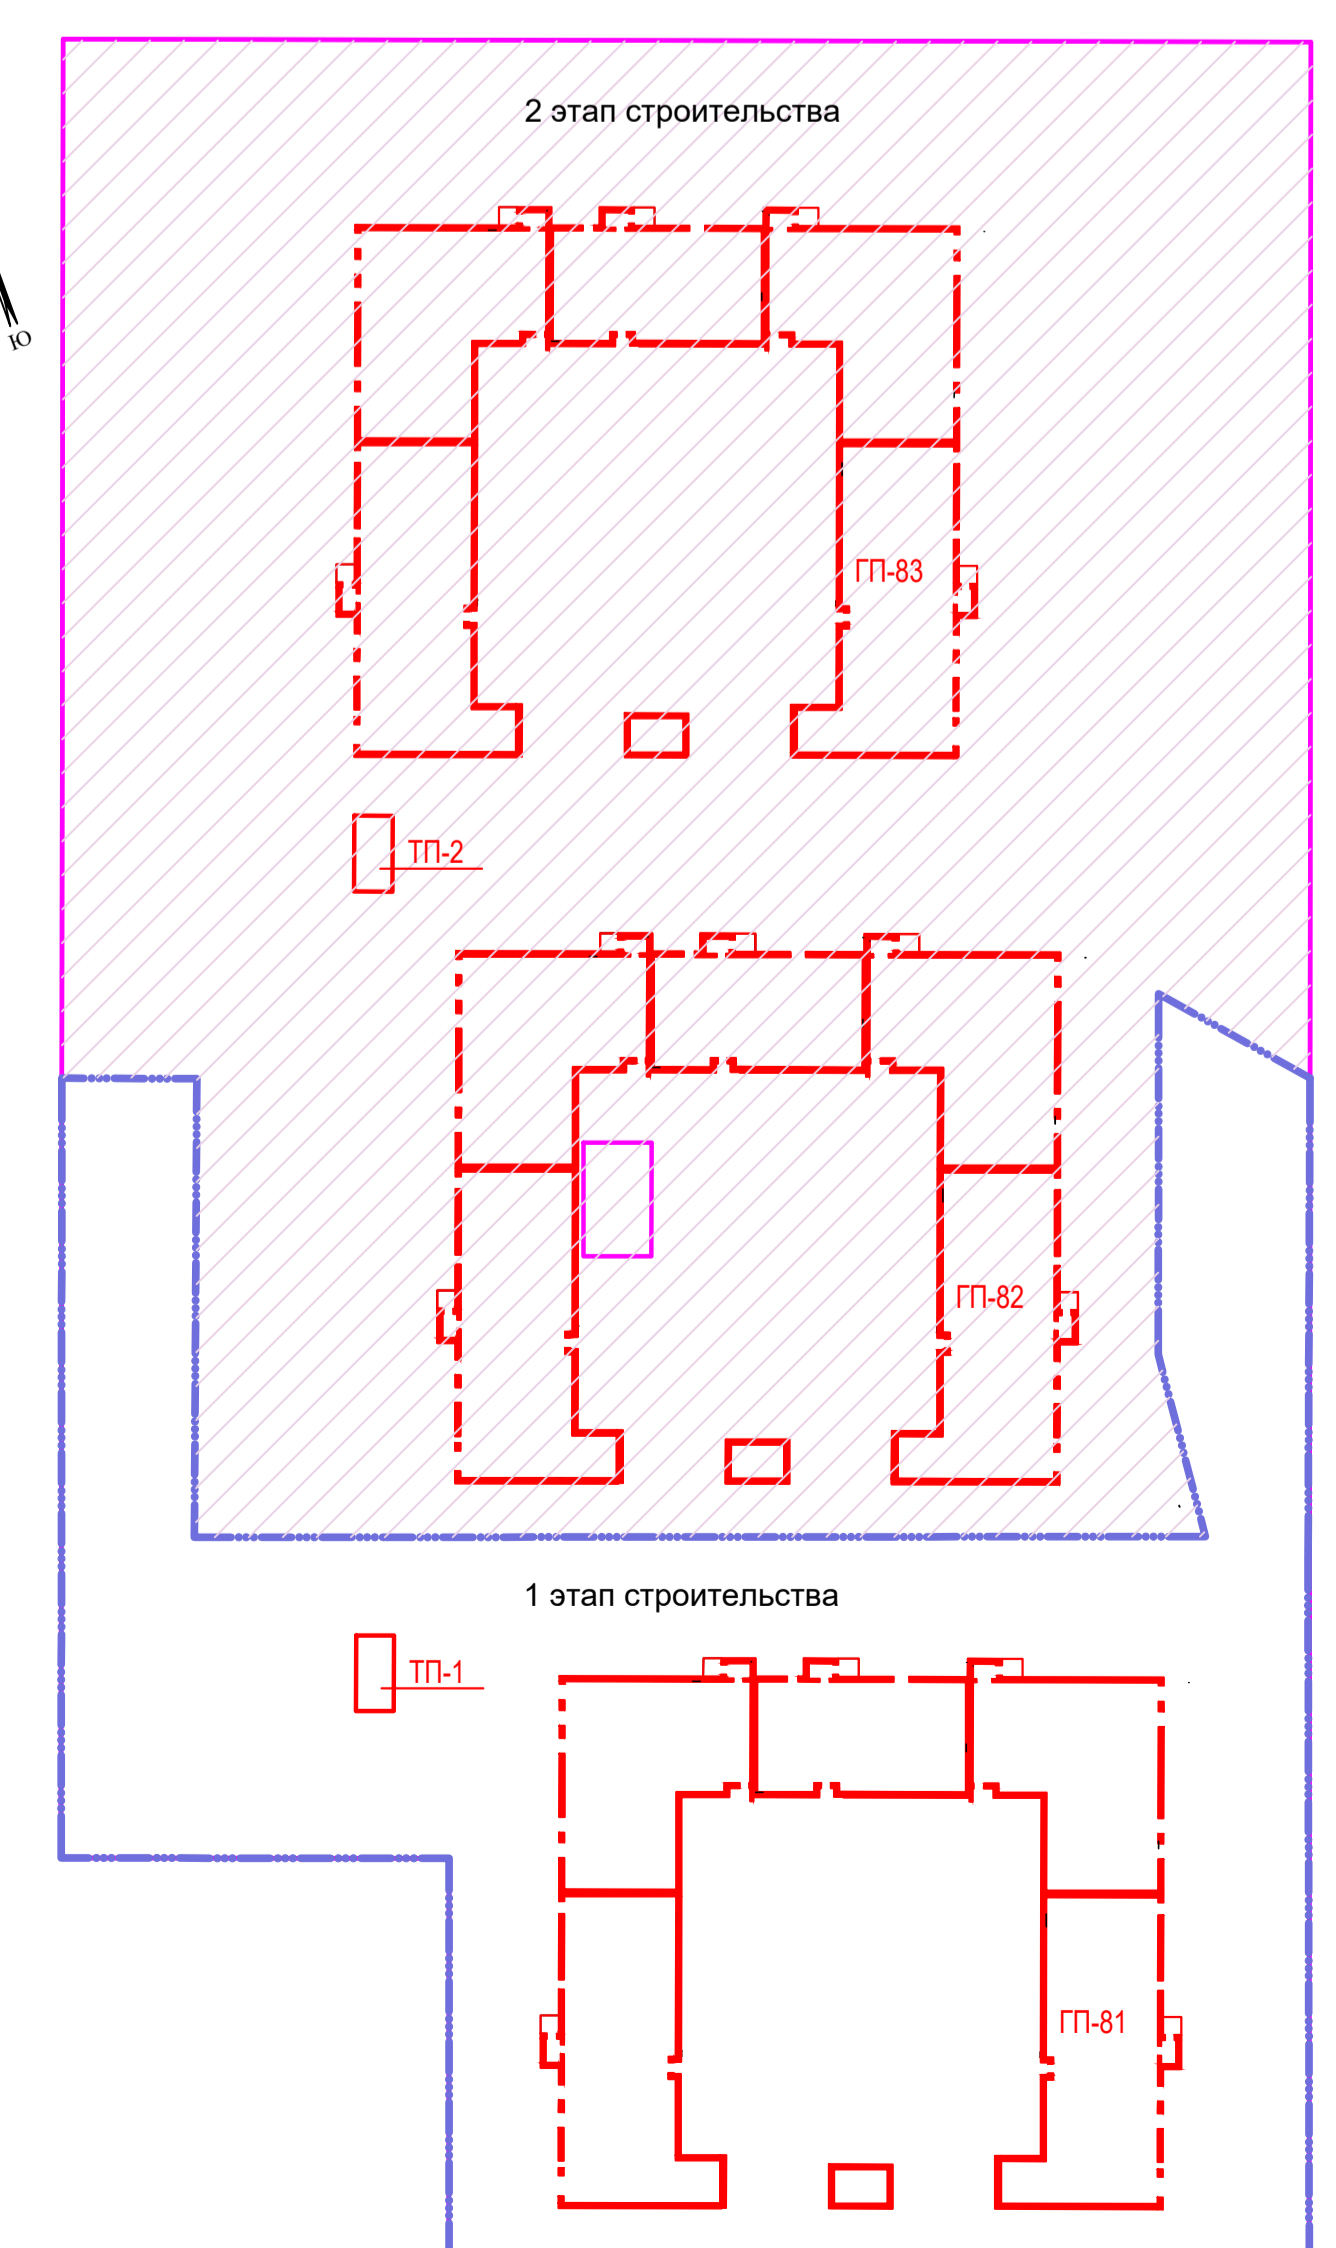 2 этап строительства
Ю
ГП-83
ТП-2
ГП-82
1 этап строительства
ТП-1
ГП-81